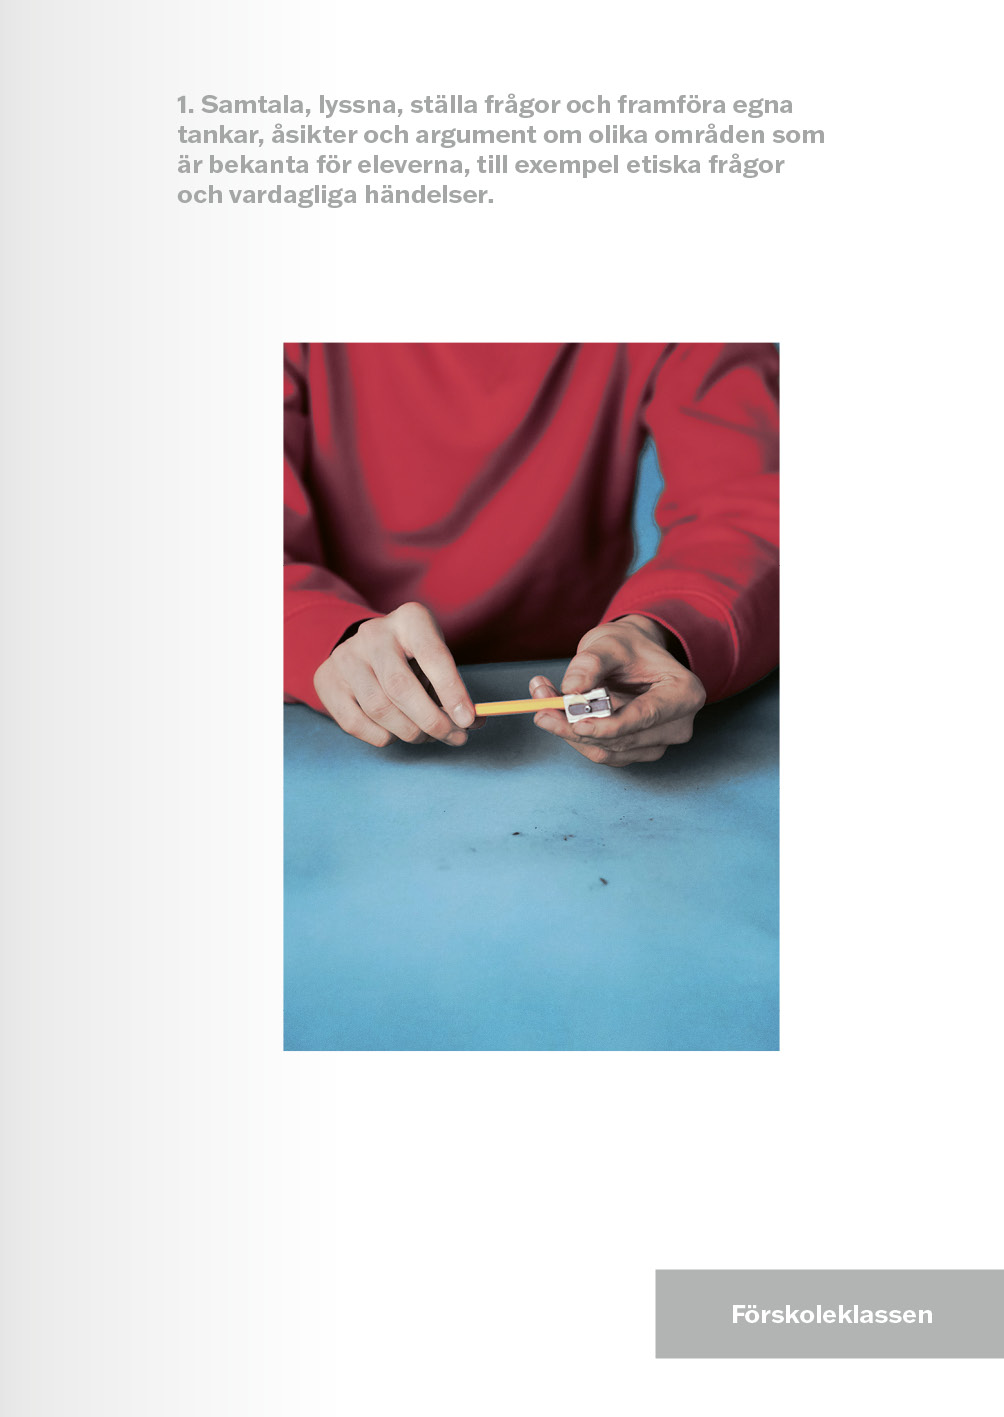 1. Samtala, lyssna, ställa frågor och framföra egna
tankar, åsikter och argument om olika områden som
är bekanta för eleverna, till exempel etiska frågor
och vardagliga händelser.
Förskoleklassen